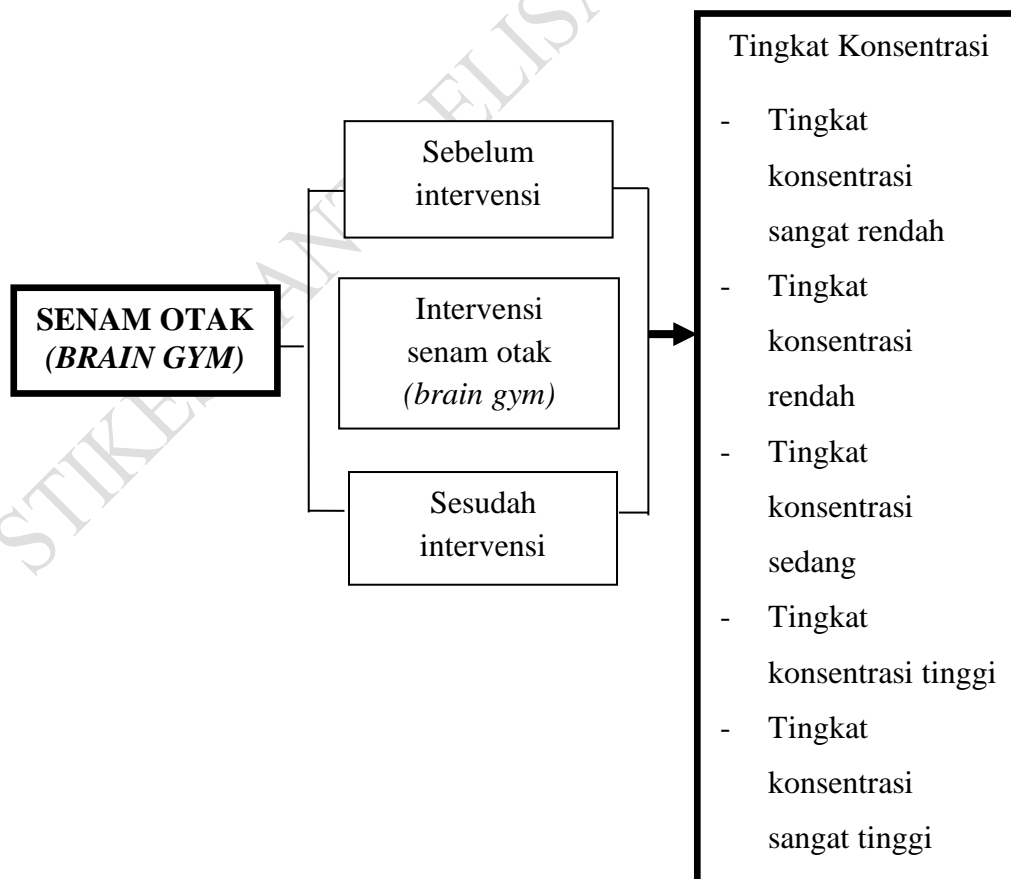 STIKES
SENAM OTAK
(BRAIN GYM)
Sebelum
intervensi
Intervensi
senam otak
(brain gym)
Sesudah
intervensi
Tingkat Konsentrasi
- Tingkat
konsentrasi
sangat rendah
- Tingkat
konsentrasi
rendah
- Tingkat
konsentrasi
sedang
- Tingkat
konsentrasi tinggi
- Tingkat
konsentrasi
sangat tinggi